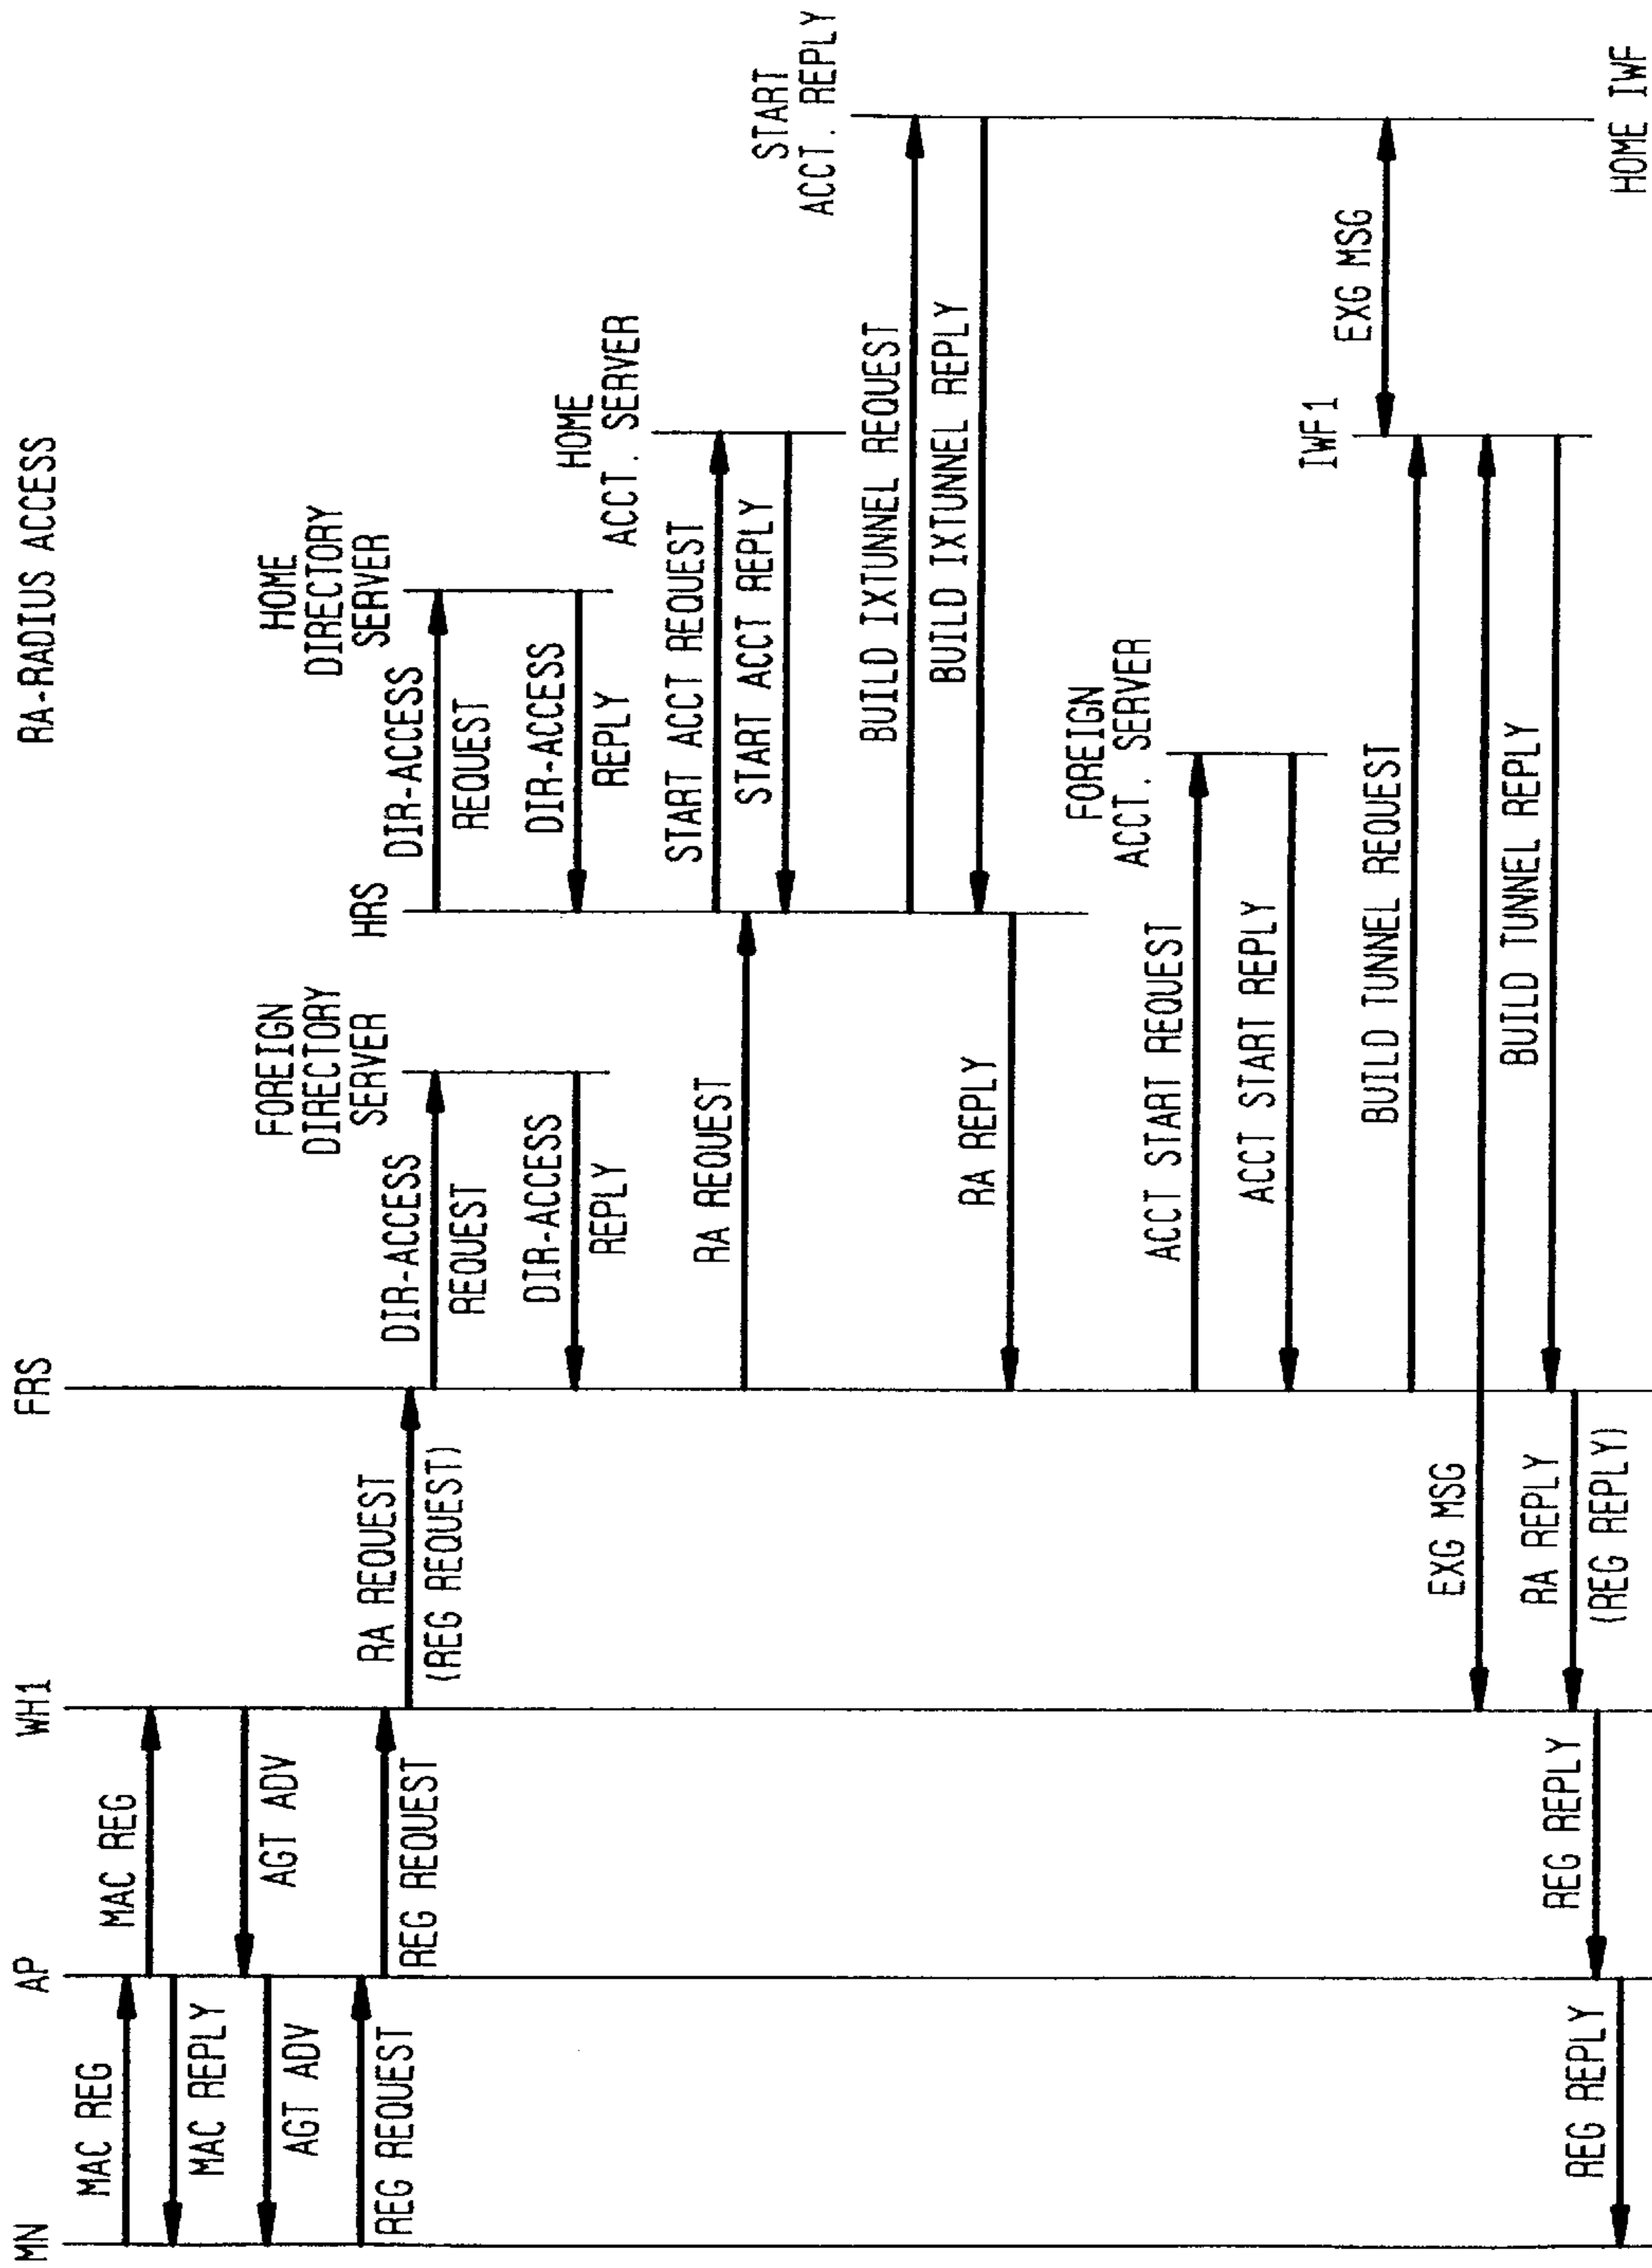 RA-RADIUS ACCESS
MN
AP
WH1
FRS
MAC REG
MAC REG
MAC REPLY
AGT ADV
AGT ADV
REG REQUEST
REG REQUEST
RA REQUEST
(REG REQUEST)
FOREIGN
DIRECTORY
SERVER
HRS
HOME
DIRECTORY
SERVER
DIR-ACCESS
REQUEST
DIR-ACCESS
REPLY
DIR-ACCESS
REQUEST
DIR-ACCESS
REPLY
HOME
ACCT. SERVER
RA REQUEST
START ACCT REQUEST
START ACCT REPLY
START
ACCT. REPLY
BUILD IXTUNNEL REQUEST
BUILD IXTUNNEL REPLY
RA REPLY
FOREIGN
ACCT. SERVER
ACCT START REQUEST
ACCT START REPLY
IWF1
EXG MSG
BUILD TUNNEL REQUEST
EXG MSG
BUILD TUNNEL REPLY
RA REPLY
(REG REPLY)
REG REPLY
REG REPLY
HOME IWF